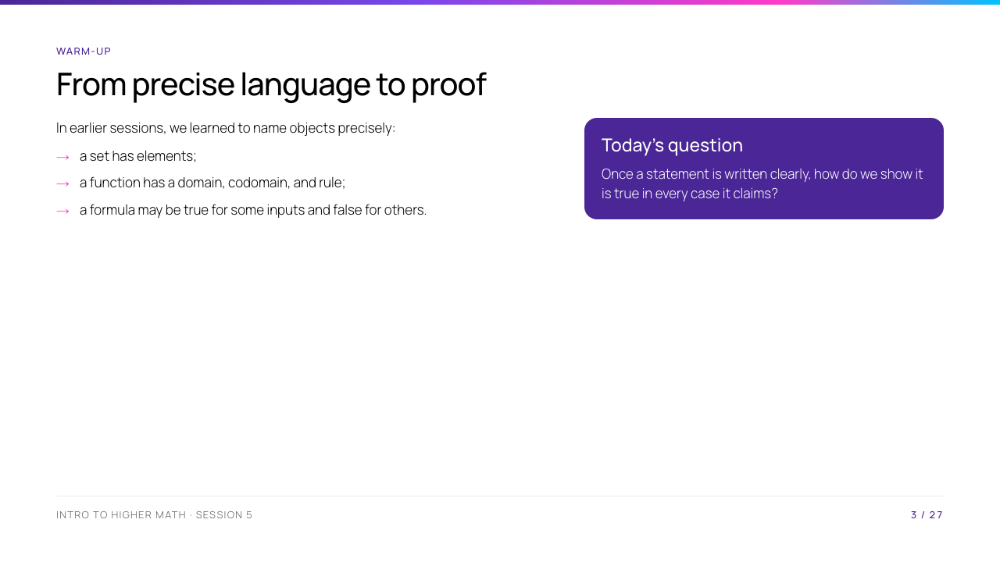 WARM-UP
From precise language to proof
In earlier sessions, we learned to name objects precisely:
→ a set has elements;
→ a function has a domain, codomain, and rule;
→ a formula may be true for some inputs and false for others.
Today’s question
Once a statement is written clearly, how do we show it
is true in every case it claims?
INTRO TO HIGHER MATH · SESSION 5
3 / 27